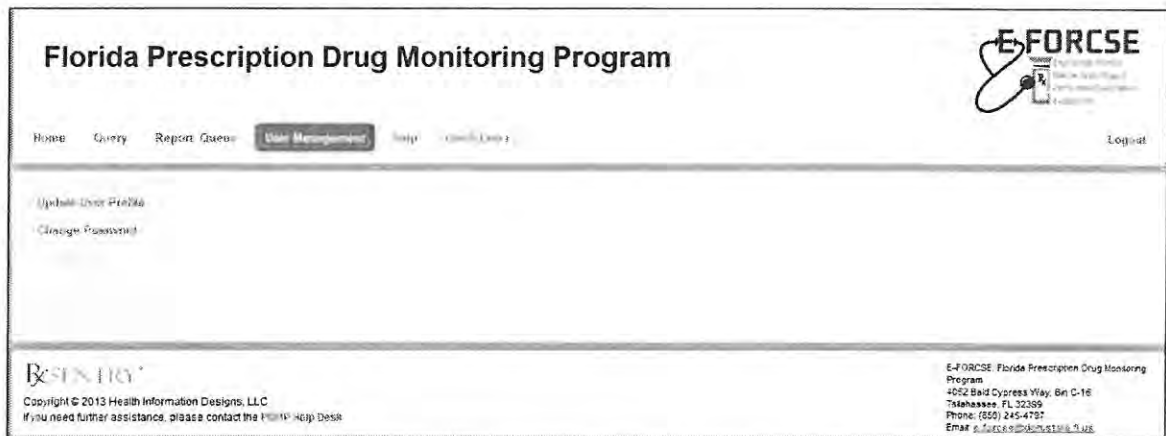 Florida Prescription Drug Monitoring Program
E-FORCSE
Home Query Report Queue User Management Help
Logout
Update User Profile
Change Password
RxSENTRY
Copyright © 2013 Health Information Designs, LLC
If you need further assistance, please contact the PDMP Help Desk
E-FORCSE, Florida Prescription Drug Monitoring
Program
4052 Bald Cypress Way, Bin C-16
Tallahassee, FL 32399
Phone: (850) 245-4797
Email: